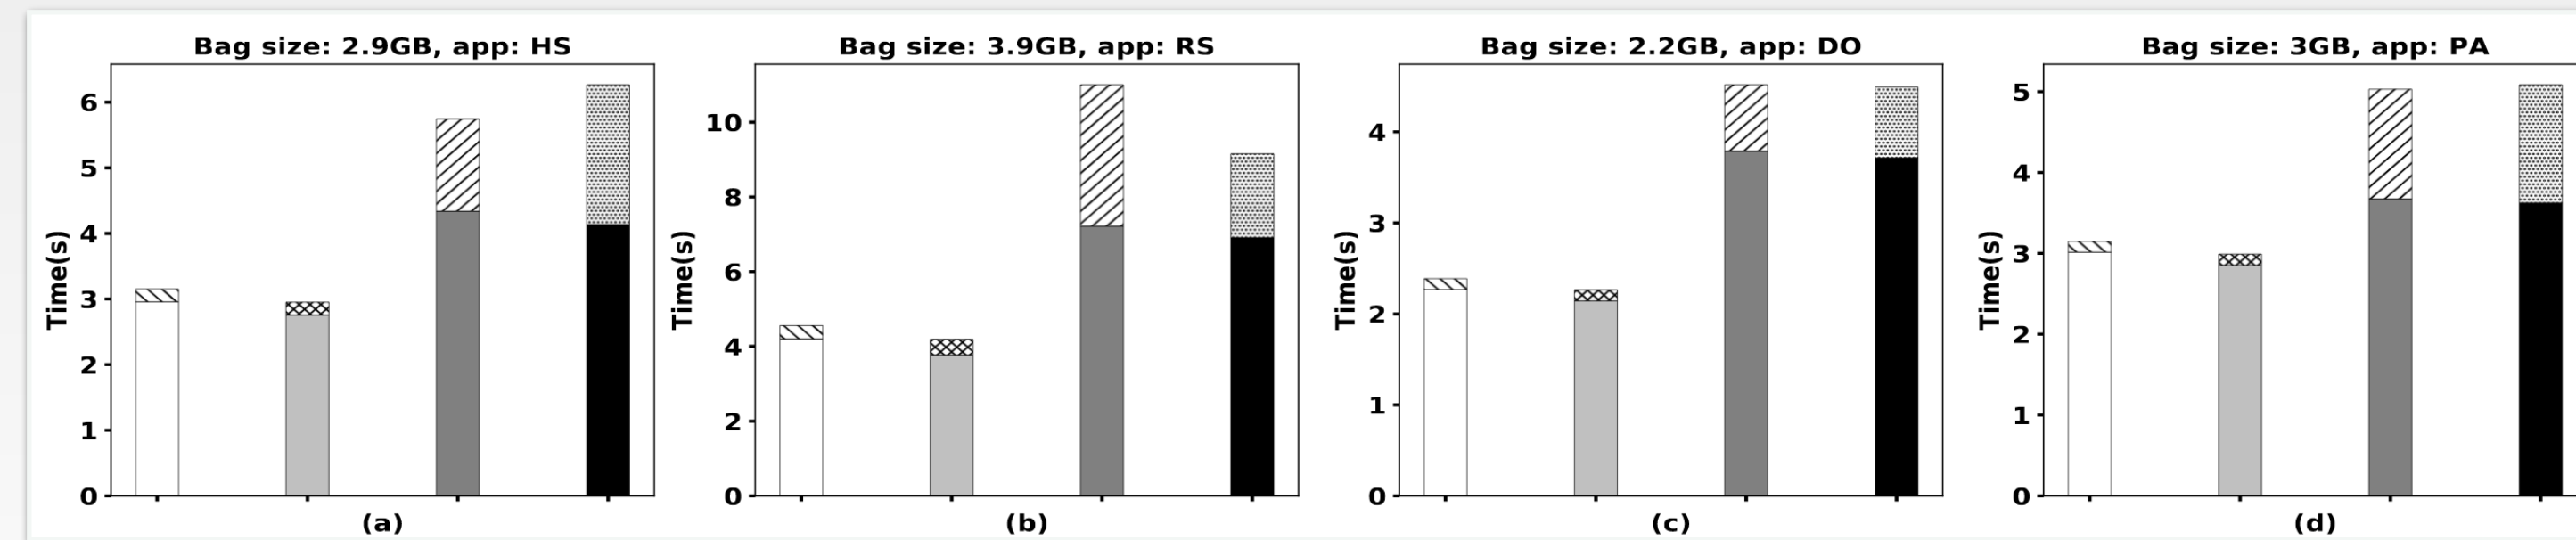 Bag size: 2.9GB, app: HS
Time(s)
6
5
4
3
2
1
0
(a)
Bag size: 3.9GB, app: RS
Time(s)
10
8
6
4
2
0
(b)
Bag size: 2.2GB, app: DO
Time(s)
4
3
2
1
0
(c)
Bag size: 3GB, app: PA
Time(s)
5
4
3
2
1
0
(d)